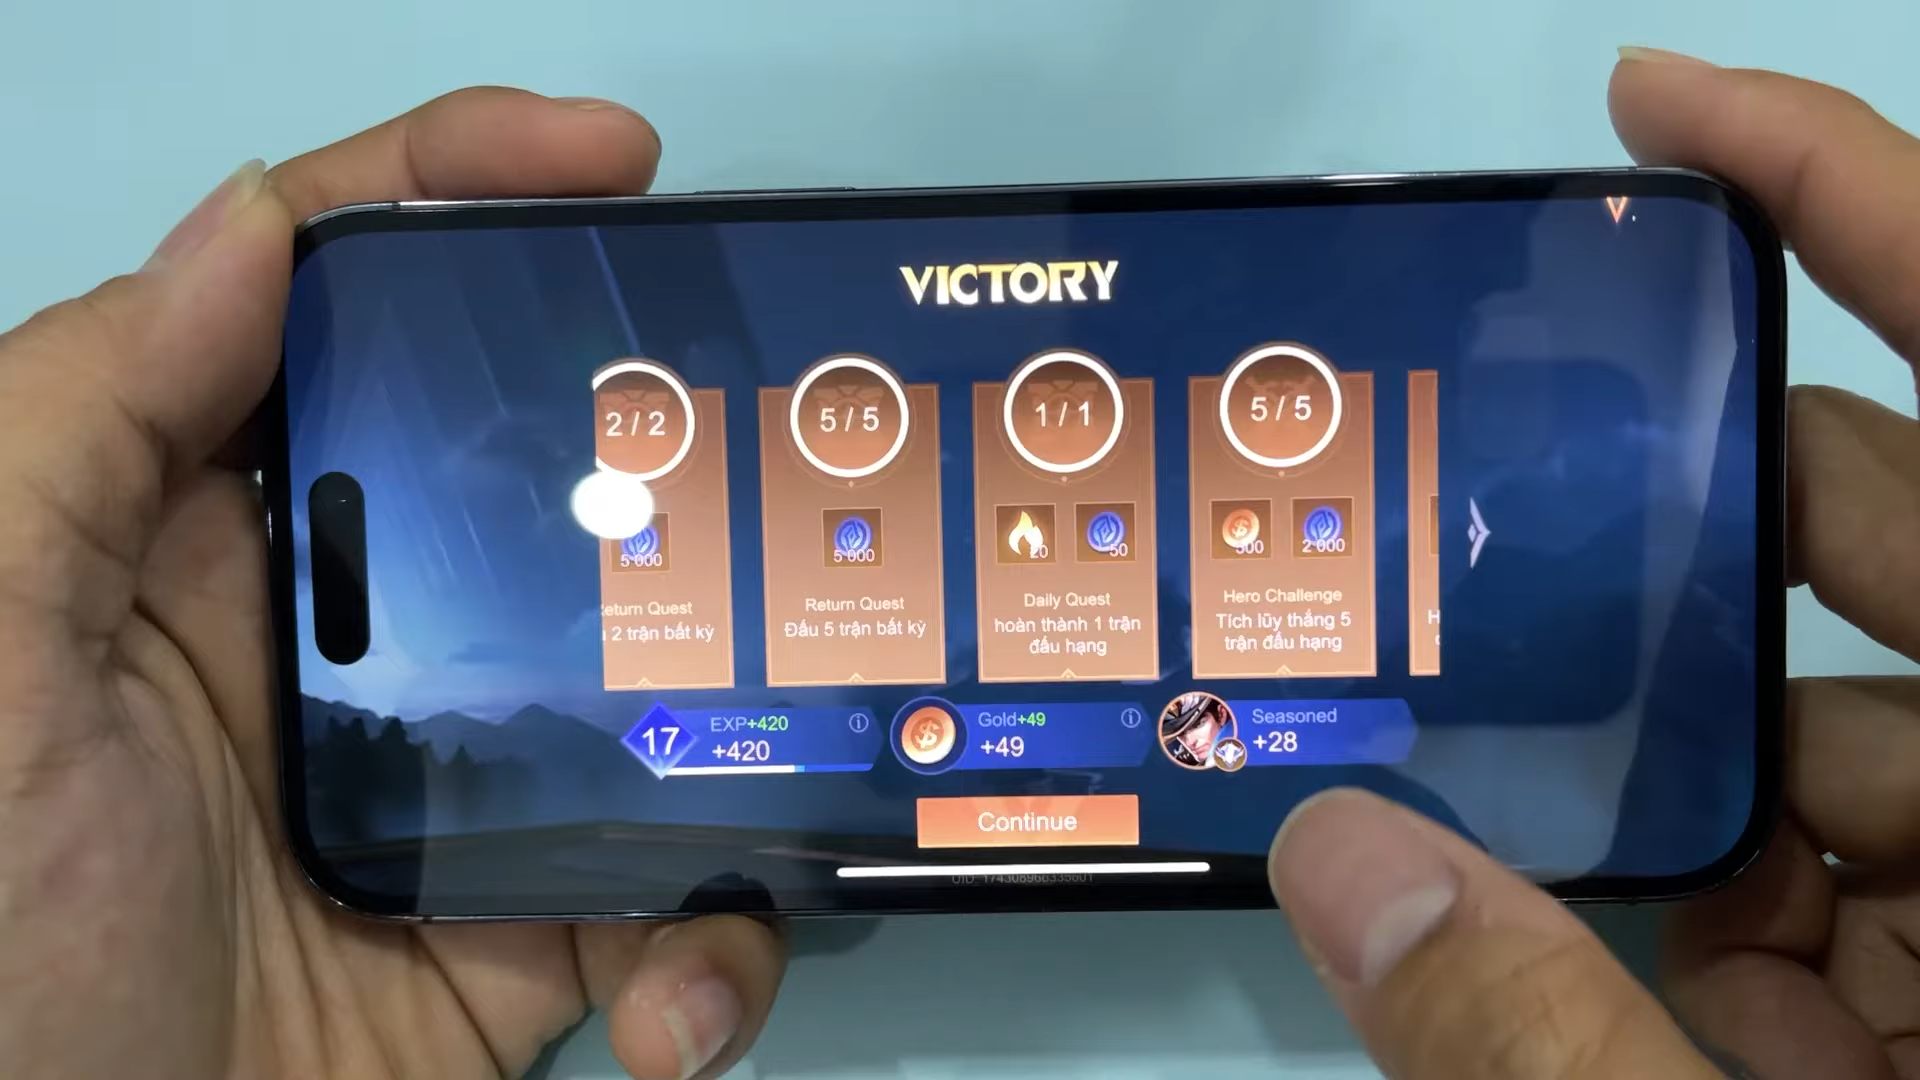 VICTORY
2 / 2
5 000
eturn Quest
2 trận bất kỳ
5 / 5
5 000
Return Quest
Đấu 5 trận bất kỳ
1 / 1
20
50
Daily Quest
hoàn thành 1 trận
đấu hạng
5 / 5
500
2 000
Hero Challenge
Tích lũy thắng 5
trận đấu hạng
H
17
EXP+420
+420
Gold+49
+49
Seasoned
+28
Continue